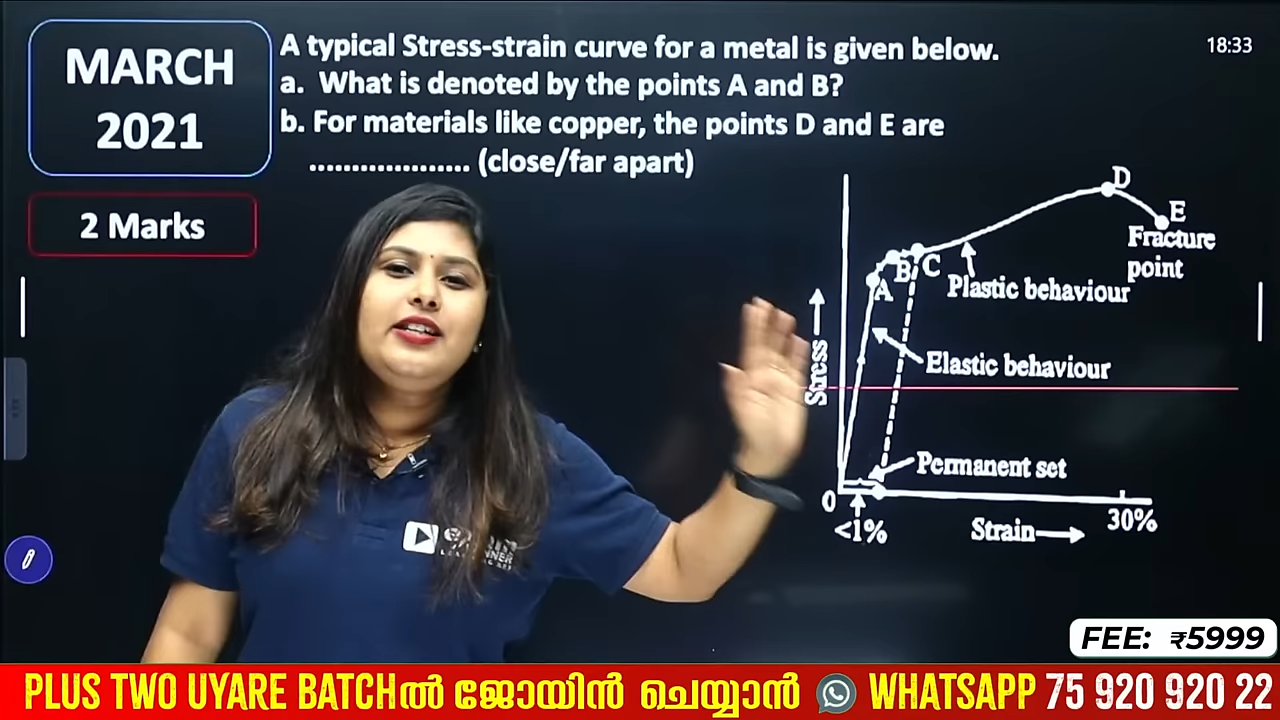 MARCH
2021
2 Marks
A typical Stress-strain curve for a metal is given below.
a. What is denoted by the points A and B?
b. For materials like copper, the points D and E are
................... (close/far apart)
18:33
D
E
Fracture
point
B
C
A
Plastic behaviour
Elastic behaviour
Stress
Permanent set
0
<1%
Strain
30%
FEE: ₹5999
PLUS TWO UYARE BATCHൽ ജോയിൻ ചെയ്യാൻ WHATSAPP 75 920 920 22